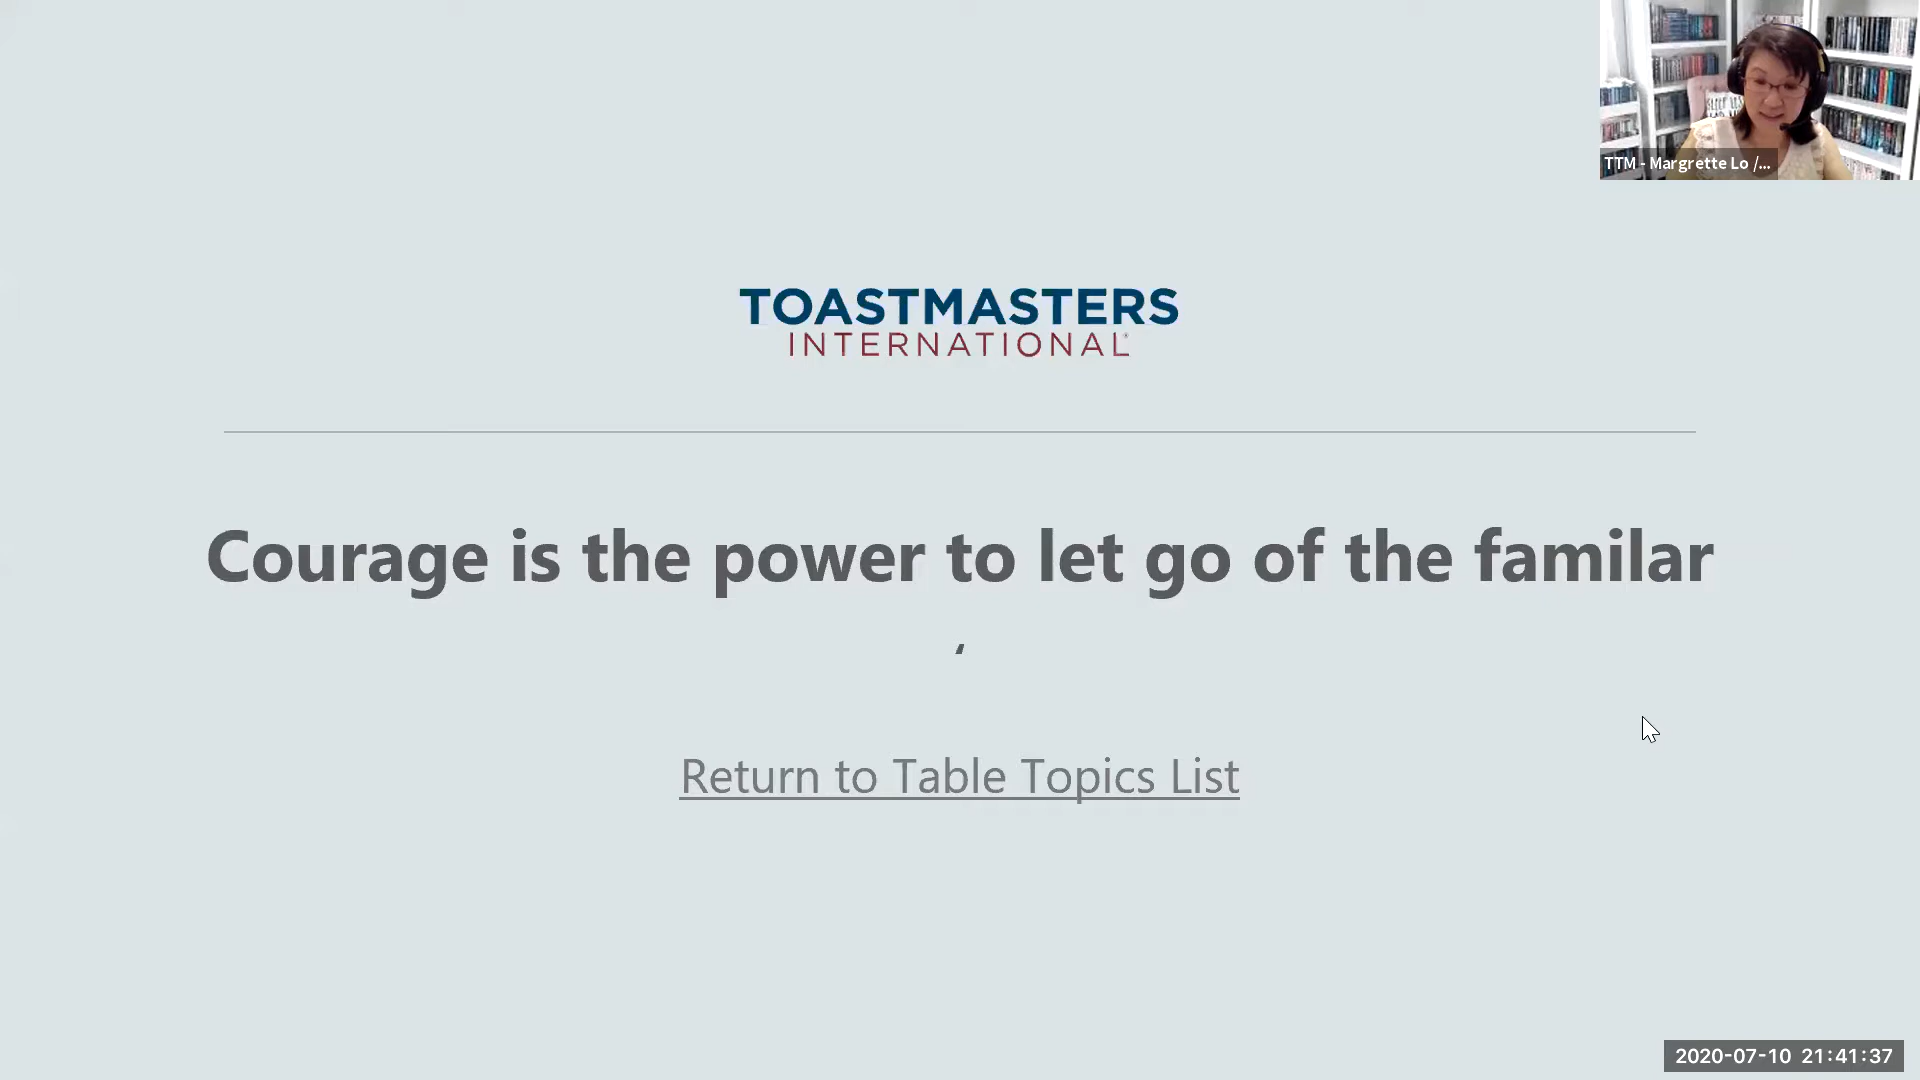 TTM - Margrette Lo /...
TOASTMASTERS
INTERNATIONAL
Courage is the power to let go of the familar
,
Return to Table Topics List
2020-07-10 21:41:37